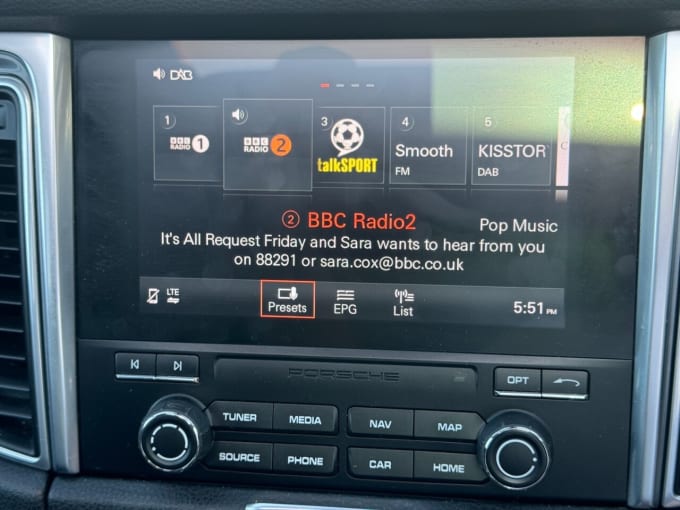 DAB
1 BBC RADIO 1
BBC RADIO 2
3 talkSPORT
4 Smooth FM
5 KISSTOR DAB
C
② BBC Radio2 Pop Music
It's All Request Friday and Sara wants to hear from you
on 88291 or sara.cox@bbc.co.uk
LTE Presets EPG List 5:51 PM
PORSCHE
OPT
TUNER MEDIA NAV MAP
SOURCE PHONE CAR HOME